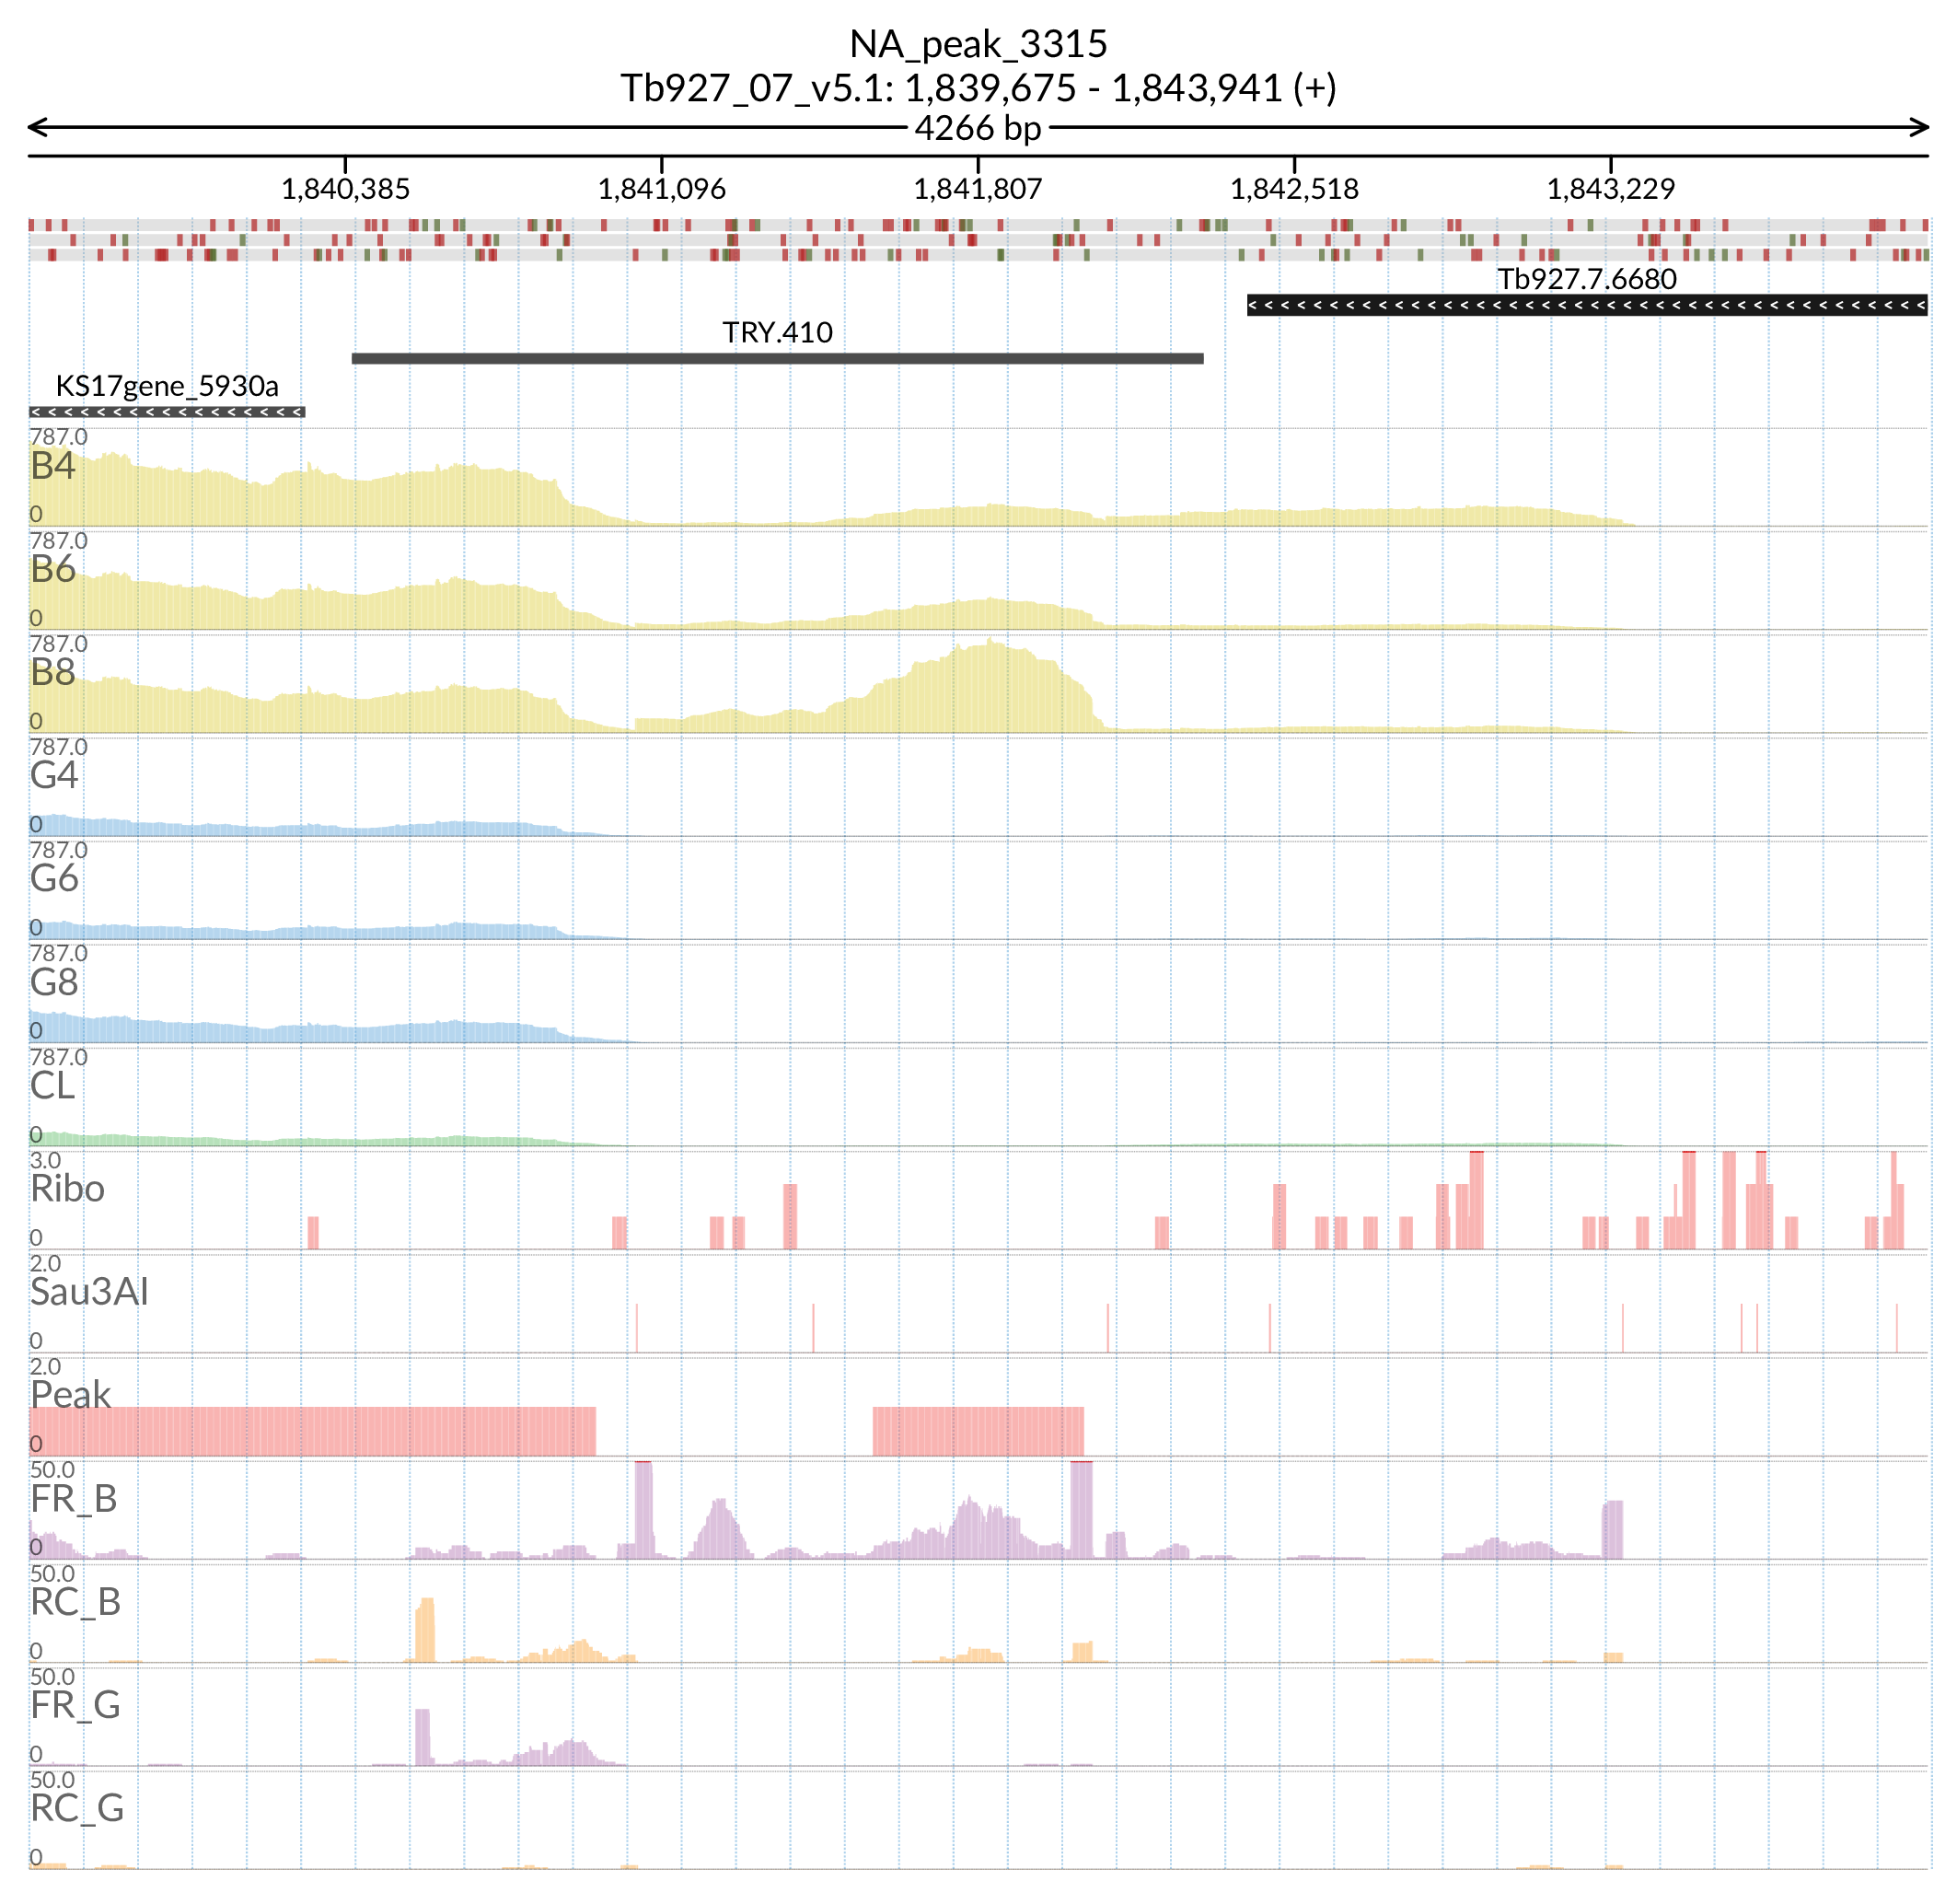 NA_peak_3315
Tb927_07_v5.1: 1,839,675 - 1,843,941 (+)
4266 bp
1,840,385 1,841,096 1,841,807 1,842,518 1,843,229
Tb927.7.6680
TRY.410
KS17gene_5930a
787.0
B4
0
787.0
B6
0
787.0
B8
0
787.0
G4
0
787.0
G6
0
787.0
G8
0
787.0
CL
0
3.0
Ribo
0
2.0
Sau3AI
0
2.0
Peak
0
50.0
FR_B
0
50.0
RC_B
0
50.0
FR_G
0
50.0
RC_G
0